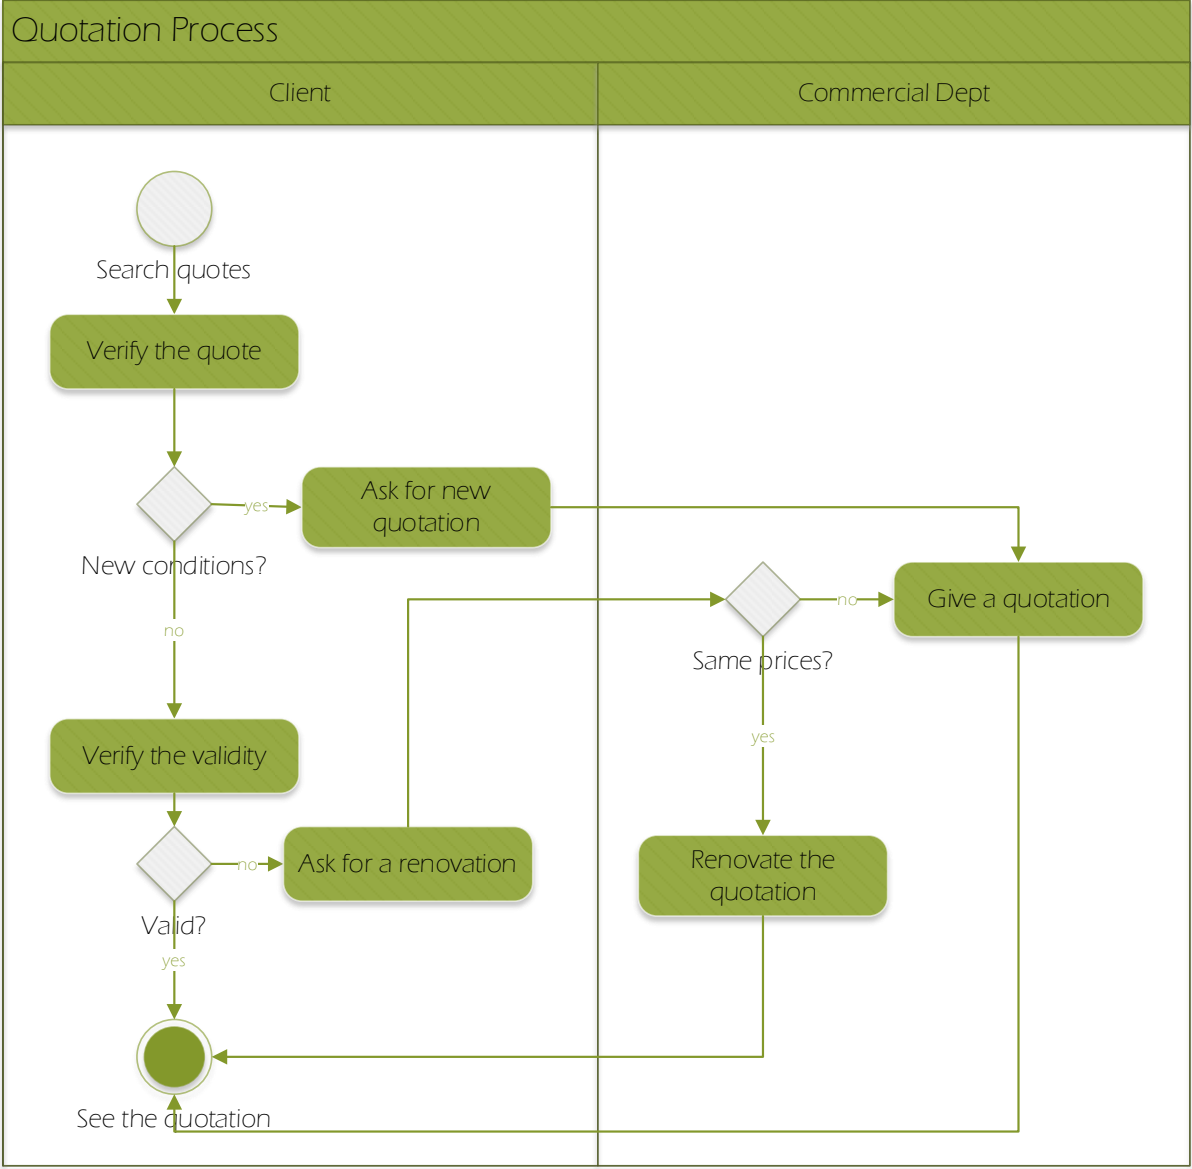 Quotation Process
Client
Commercial Dept
Search quotes
Verify the quote
yes
Ask for new
quotation
New conditions?
no
Give a quotation
no
Same prices?
yes
Verify the validity
no
Ask for a renovation
Renovate the
quotation
Valid?
yes
See the quotation